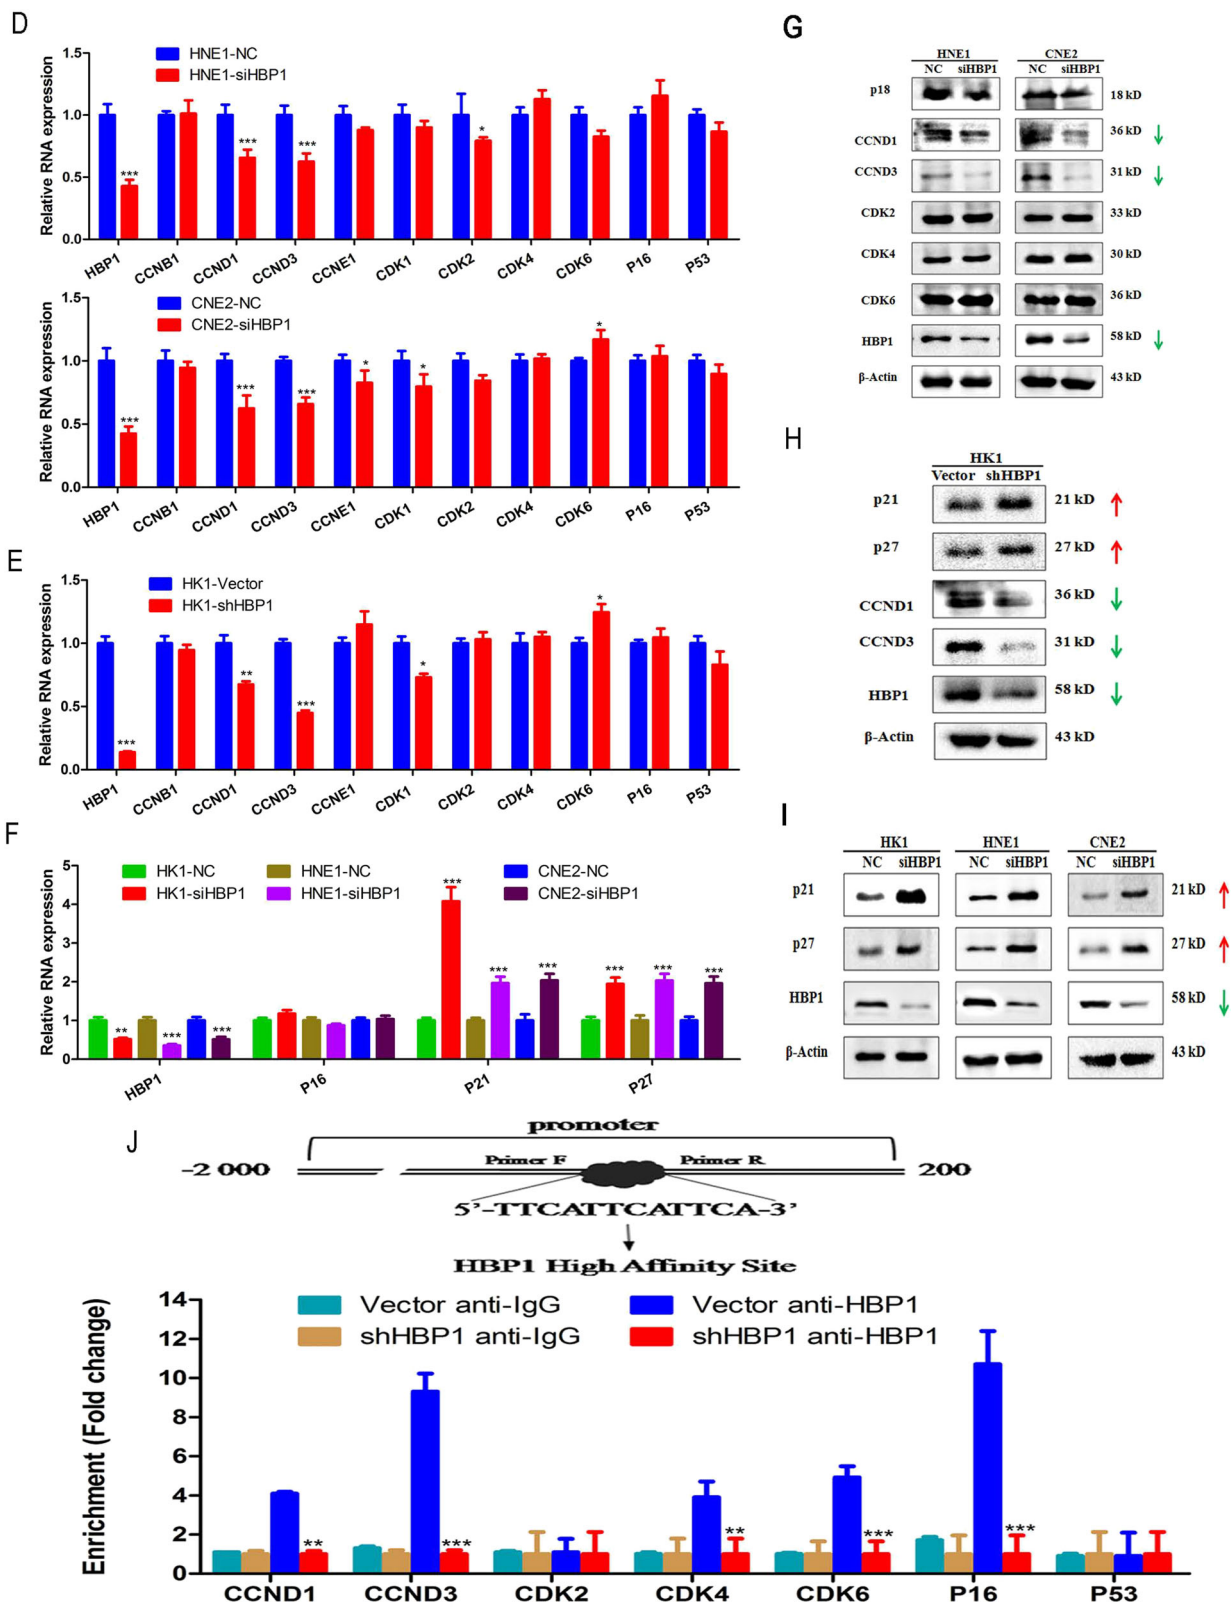 D
HNE1-NC
HNE1-siHBP1
Relative RNA expression
1.5
1.0
0.5
0.0
*** *** *** *
HBP1 CCNB1 CCND1 CCND3 CCNE1 CDK1 CDK2 CDK4 CDK6 P16 P53
CNE2-NC
CNE2-siHBP1
Relative RNA expression
1.5
1.0
0.5
0.0
*** *** *** * * *
HBP1 CCNB1 CCND1 CCND3 CCNE1 CDK1 CDK2 CDK4 CDK6 P16 P53
E
HK1-Vector
HK1-shHBP1
Relative RNA expression
1.5
1.0
0.5
0.0
*** ** *** * *
HBP1 CCNB1 CCND1 CCND3 CCNE1 CDK1 CDK2 CDK4 CDK6 P16 P53
F
HK1-NC HNE1-NC CNE2-NC
HK1-siHBP1 HNE1-siHBP1 CNE2-siHBP1
Relative RNA expression
5
4
3
2
1
0
** *** *** *** *** *** *** *** ***
HBP1 P16 P21 P27
G
HNE1 CNE2
NC siHBP1 NC siHBP1
p18 18 kD
CCND1 36 kD ↓
CCND3 31 kD ↓
CDK2 33 kD
CDK4 30 kD
CDK6 36 kD
HBP1 58 kD ↓
β-Actin 43 kD
H
HK1
Vector shHBP1
p21 21 kD ↑
p27 27 kD ↑
CCND1 36 kD ↓
CCND3 31 kD ↓
HBP1 58 kD ↓
β-Actin 43 kD
I
HK1 HNE1 CNE2
NC siHBP1 NC siHBP1 NC siHBP1
p21 21 kD ↑
p27 27 kD ↑
HBP1 58 kD ↓
β-Actin 43 kD
J
promoter
-2 000 Primer F Primer R 200
5’-TTCATTCATTCA-3’
HBP1 High Affinity Site
Vector anti-IgG Vector anti-HBP1
shHBP1 anti-IgG shHBP1 anti-HBP1
Enrichment (Fold change)
14
12
10
8
6
4
2
0
** *** ** *** ***
CCND1 CCND3 CDK2 CDK4 CDK6 P16 P53